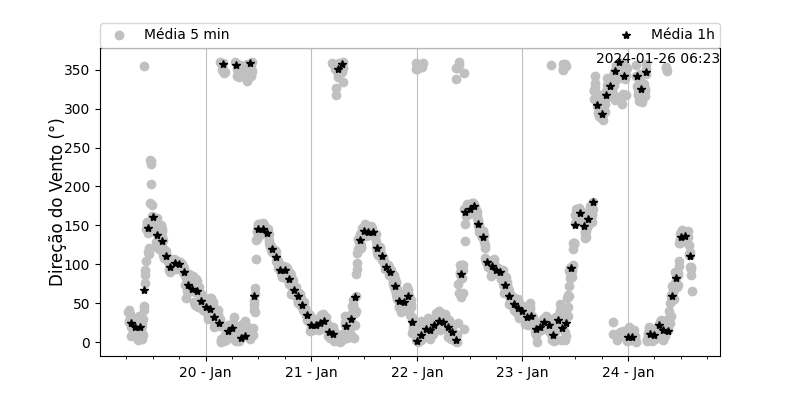 Média 5 min
Média 1h
2024-01-26 06:23
Direção do Vento (°)
350
300
250
200
150
100
50
0
20 - Jan
21 - Jan
22 - Jan
23 - Jan
24 - Jan